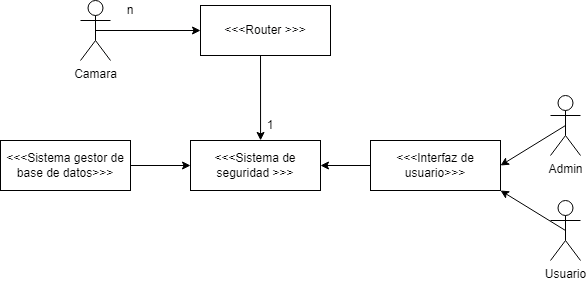 n
<<<Router >>>
Camara
1
<<<Sistema gestor de
base de datos>>>
<<<Sistema de
seguridad >>>
<<<Interfaz de
usuario>>>
Admin
Usuario